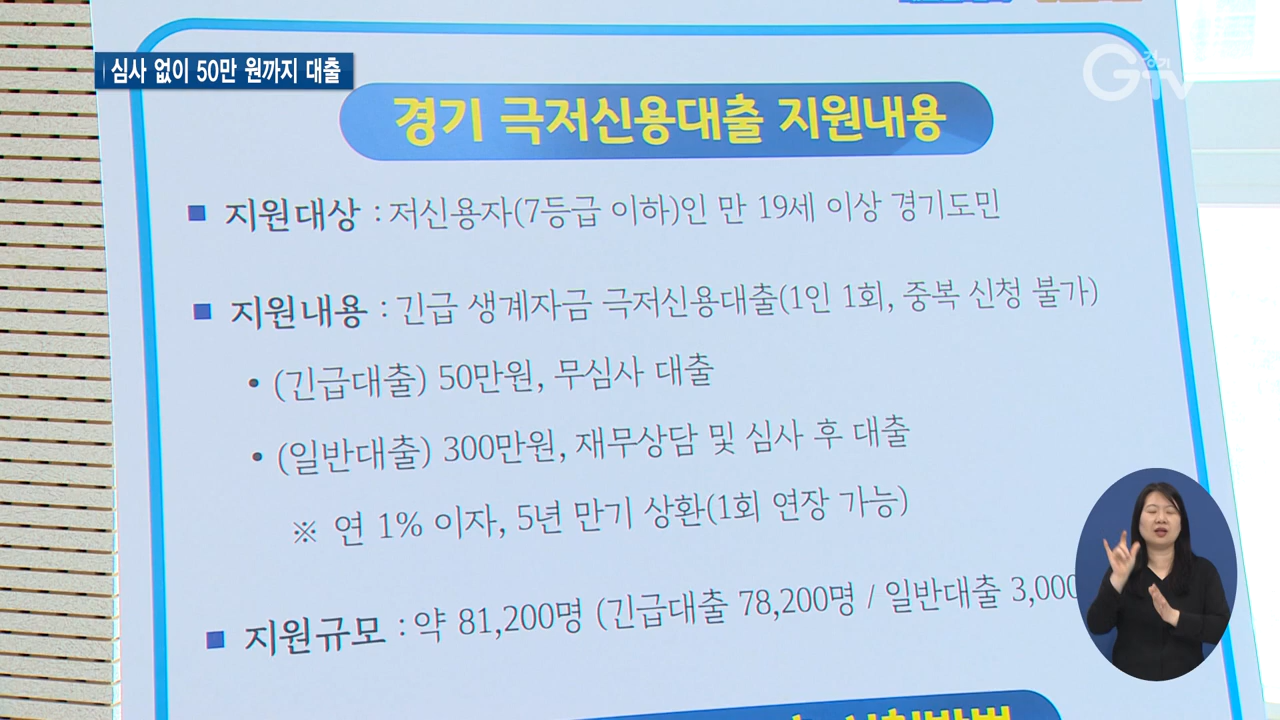 심사 없이 50만 원까지 대출
G경기TV
경기 극저신용대출 지원내용
■ 지원대상 : 저신용자(7등급 이하)인 만 19세 이상 경기도민
■ 지원내용 : 긴급 생계자금 극저신용대출(1인 1회, 중복 신청 불가)
• (긴급대출) 50만원, 무심사 대출
• (일반대출) 300만원, 재무상담 및 심사 후 대출
※ 연 1% 이자, 5년 만기 상환(1회 연장 가능)
■ 지원규모 : 약 81,200명 (긴급대출 78,200명 / 일반대출 3,000